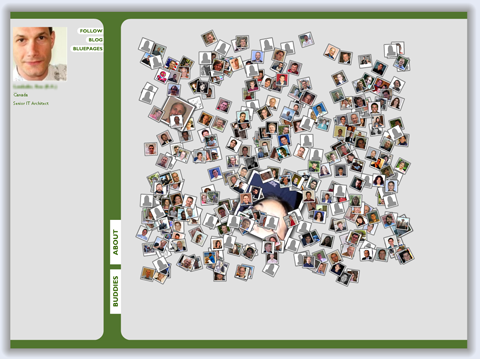 FOLLOW
BLOG
BLUEPAGES
Canada
Senior IT Architect
ABOUT
BUDDIES